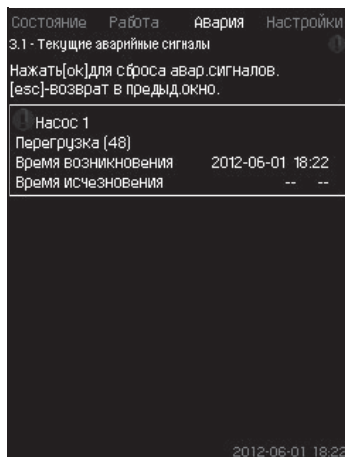 Состояние Работа Авария Настройки
3.1 - Текущие аварийные сигналы
Нажать[ok]для сброса авар.сигналов.
[esc]-возврат в предыд.окно.
Насос 1
Перегрузка (48)
Время возникновения 2012-06-01 18:22
Время исчезновения -- --
2012-06-01 18:22